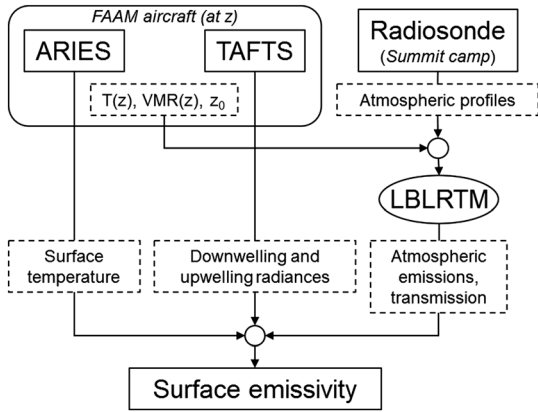 FAAM aircraft (at z)
ARIES
TAFTS
T(z), VMR(z), z₀
Radiosonde
(Summit camp)
Atmospheric profiles
LBLRTM
Surface
temperature
Downwelling and
upwelling radiances
Atmospheric
emissions,
transmission
Surface emissivity